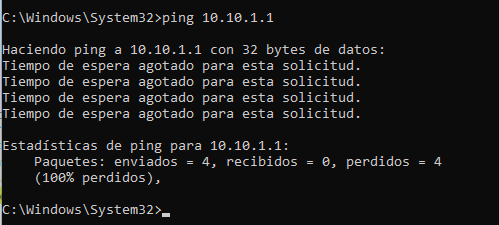 C:\Windows\System32>ping 10.10.1.1
Haciendo ping a 10.10.1.1 con 32 bytes de datos:
Tiempo de espera agotado para esta solicitud.
Tiempo de espera agotado para esta solicitud.
Tiempo de espera agotado para esta solicitud.
Tiempo de espera agotado para esta solicitud.
Estadísticas de ping para 10.10.1.1:
    Paquetes: enviados = 4, recibidos = 0, perdidos = 4
    (100% perdidos),
C:\Windows\System32>